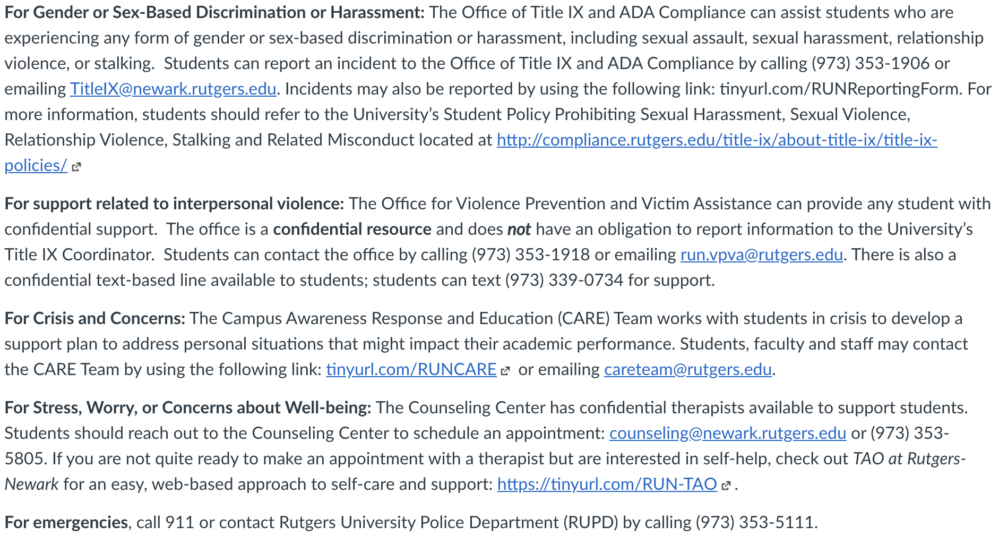 For Gender or Sex-Based Discrimination or Harassment: The Office of Title IX and ADA Compliance can assist students who are
experiencing any form of gender or sex-based discrimination or harassment, including sexual assault, sexual harassment, relationship
violence, or stalking.  Students can report an incident to the Office of Title IX and ADA Compliance by calling (973) 353-1906 or
emailing TitleIX@newark.rutgers.edu. Incidents may also be reported by using the following link: tinyurl.com/RUNReportingForm. For
more information, students should refer to the University’s Student Policy Prohibiting Sexual Harassment, Sexual Violence,
Relationship Violence, Stalking and Related Misconduct located at http://compliance.rutgers.edu/title-ix/about-title-ix/title-ix-
policies/
For support related to interpersonal violence: The Office for Violence Prevention and Victim Assistance can provide any student with
confidential support.  The office is a confidential resource and does not have an obligation to report information to the University’s
Title IX Coordinator.  Students can contact the office by calling (973) 353-1918 or emailing run.vpva@rutgers.edu. There is also a
confidential text-based line available to students; students can text (973) 339-0734 for support.
For Crisis and Concerns: The Campus Awareness Response and Education (CARE) Team works with students in crisis to develop a
support plan to address personal situations that might impact their academic performance. Students, faculty and staff may contact
the CARE Team by using the following link: tinyurl.com/RUNCARE or emailing careteam@rutgers.edu.
For Stress, Worry, or Concerns about Well-being: The Counseling Center has confidential therapists available to support students.
Students should reach out to the Counseling Center to schedule an appointment: counseling@newark.rutgers.edu or (973) 353-
5805. If you are not quite ready to make an appointment with a therapist but are interested in self-help, check out TAO at Rutgers-
Newark for an easy, web-based approach to self-care and support: https://tinyurl.com/RUN-TAO .
For emergencies, call 911 or contact Rutgers University Police Department (RUPD) by calling (973) 353-5111.